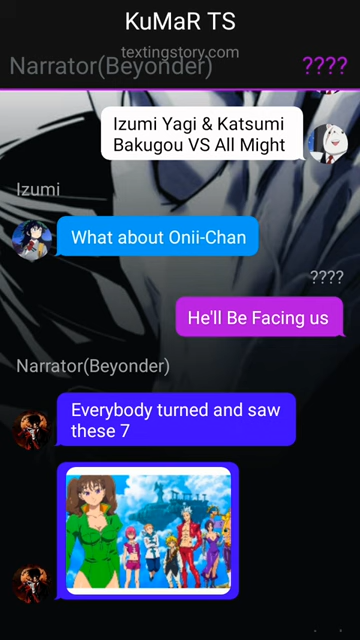 KuMaR TS
textingstory.com
Narrator(Beyonder)
????
Izumi Yagi & Katsumi
Bakugou VS All Might
Izumi
What about Onii-Chan
????
He'll Be Facing us
Narrator(Beyonder)
Everybody turned and saw
these 7